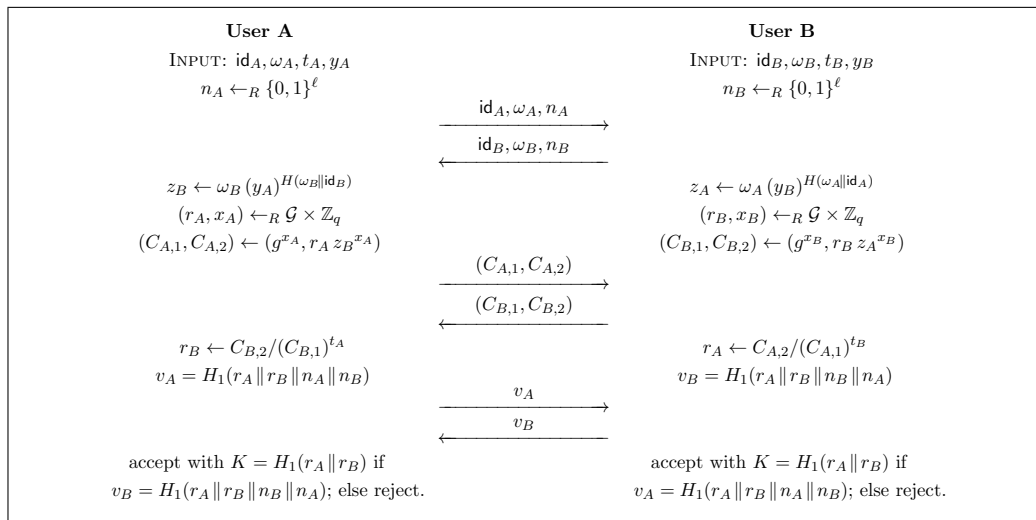 User A User B
INPUT: id_A, ω_A, t_A, y_A INPUT: id_B, ω_B, t_B, y_B
n_A ←_R {0, 1}^ℓ n_B ←_R {0, 1}^ℓ
id_A, ω_A, n_A
id_B, ω_B, n_B
z_B ← ω_B (y_A)^{H(ω_B‖id_B)} z_A ← ω_A (y_B)^{H(ω_A‖id_A)}
(r_A, x_A) ←_R 𝒢 × ℤ_q (r_B, x_B) ←_R 𝒢 × ℤ_q
(C_{A,1}, C_{A,2}) ← (g^{x_A}, r_A z_B^{x_A}) (C_{B,1}, C_{B,2}) ← (g^{x_B}, r_B z_A^{x_B})
(C_{A,1}, C_{A,2})
(C_{B,1}, C_{B,2})
r_B ← C_{B,2}/(C_{B,1})^{t_A} r_A ← C_{A,2}/(C_{A,1})^{t_B}
v_A = H_1(r_A ‖ r_B ‖ n_A ‖ n_B) v_B = H_1(r_A ‖ r_B ‖ n_B ‖ n_A)
v_A
v_B
accept with K = H_1(r_A ‖ r_B) if accept with K = H_1(r_A ‖ r_B) if
v_B = H_1(r_A ‖ r_B ‖ n_B ‖ n_A); else reject. v_A = H_1(r_A ‖ r_B ‖ n_A ‖ n_B); else reject.